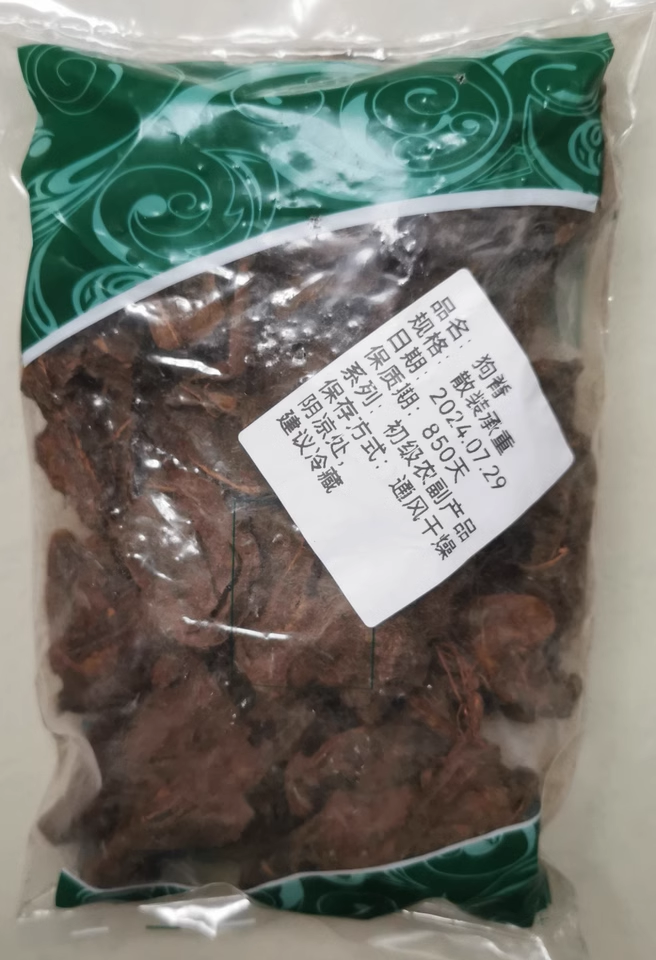 品名: 狗脊
规格: 散装承重
日期: 2024.07.29
保质期: 850天
系列: 初级农副产品
保存方式: 通风干燥
阴凉处,
建议冷藏